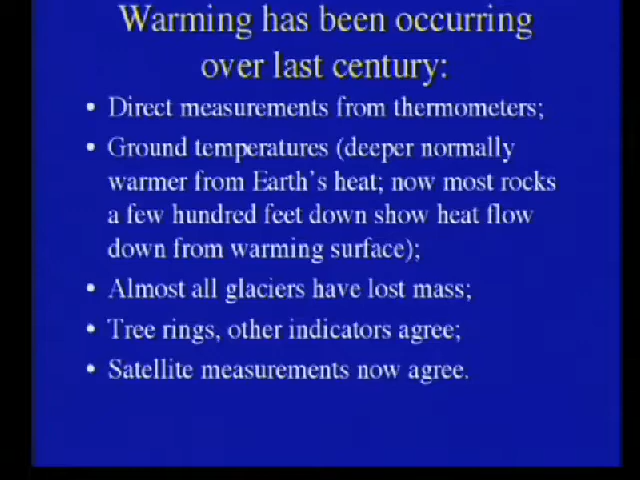 Warming has been occurring
over last century:
• Direct measurements from thermometers;
• Ground temperatures (deeper normally
warmer from Earth's heat; now most rocks
a few hundred feet down show heat flow
down from warming surface);
• Almost all glaciers have lost mass;
• Tree rings, other indicators agree;
• Satellite measurements now agree.